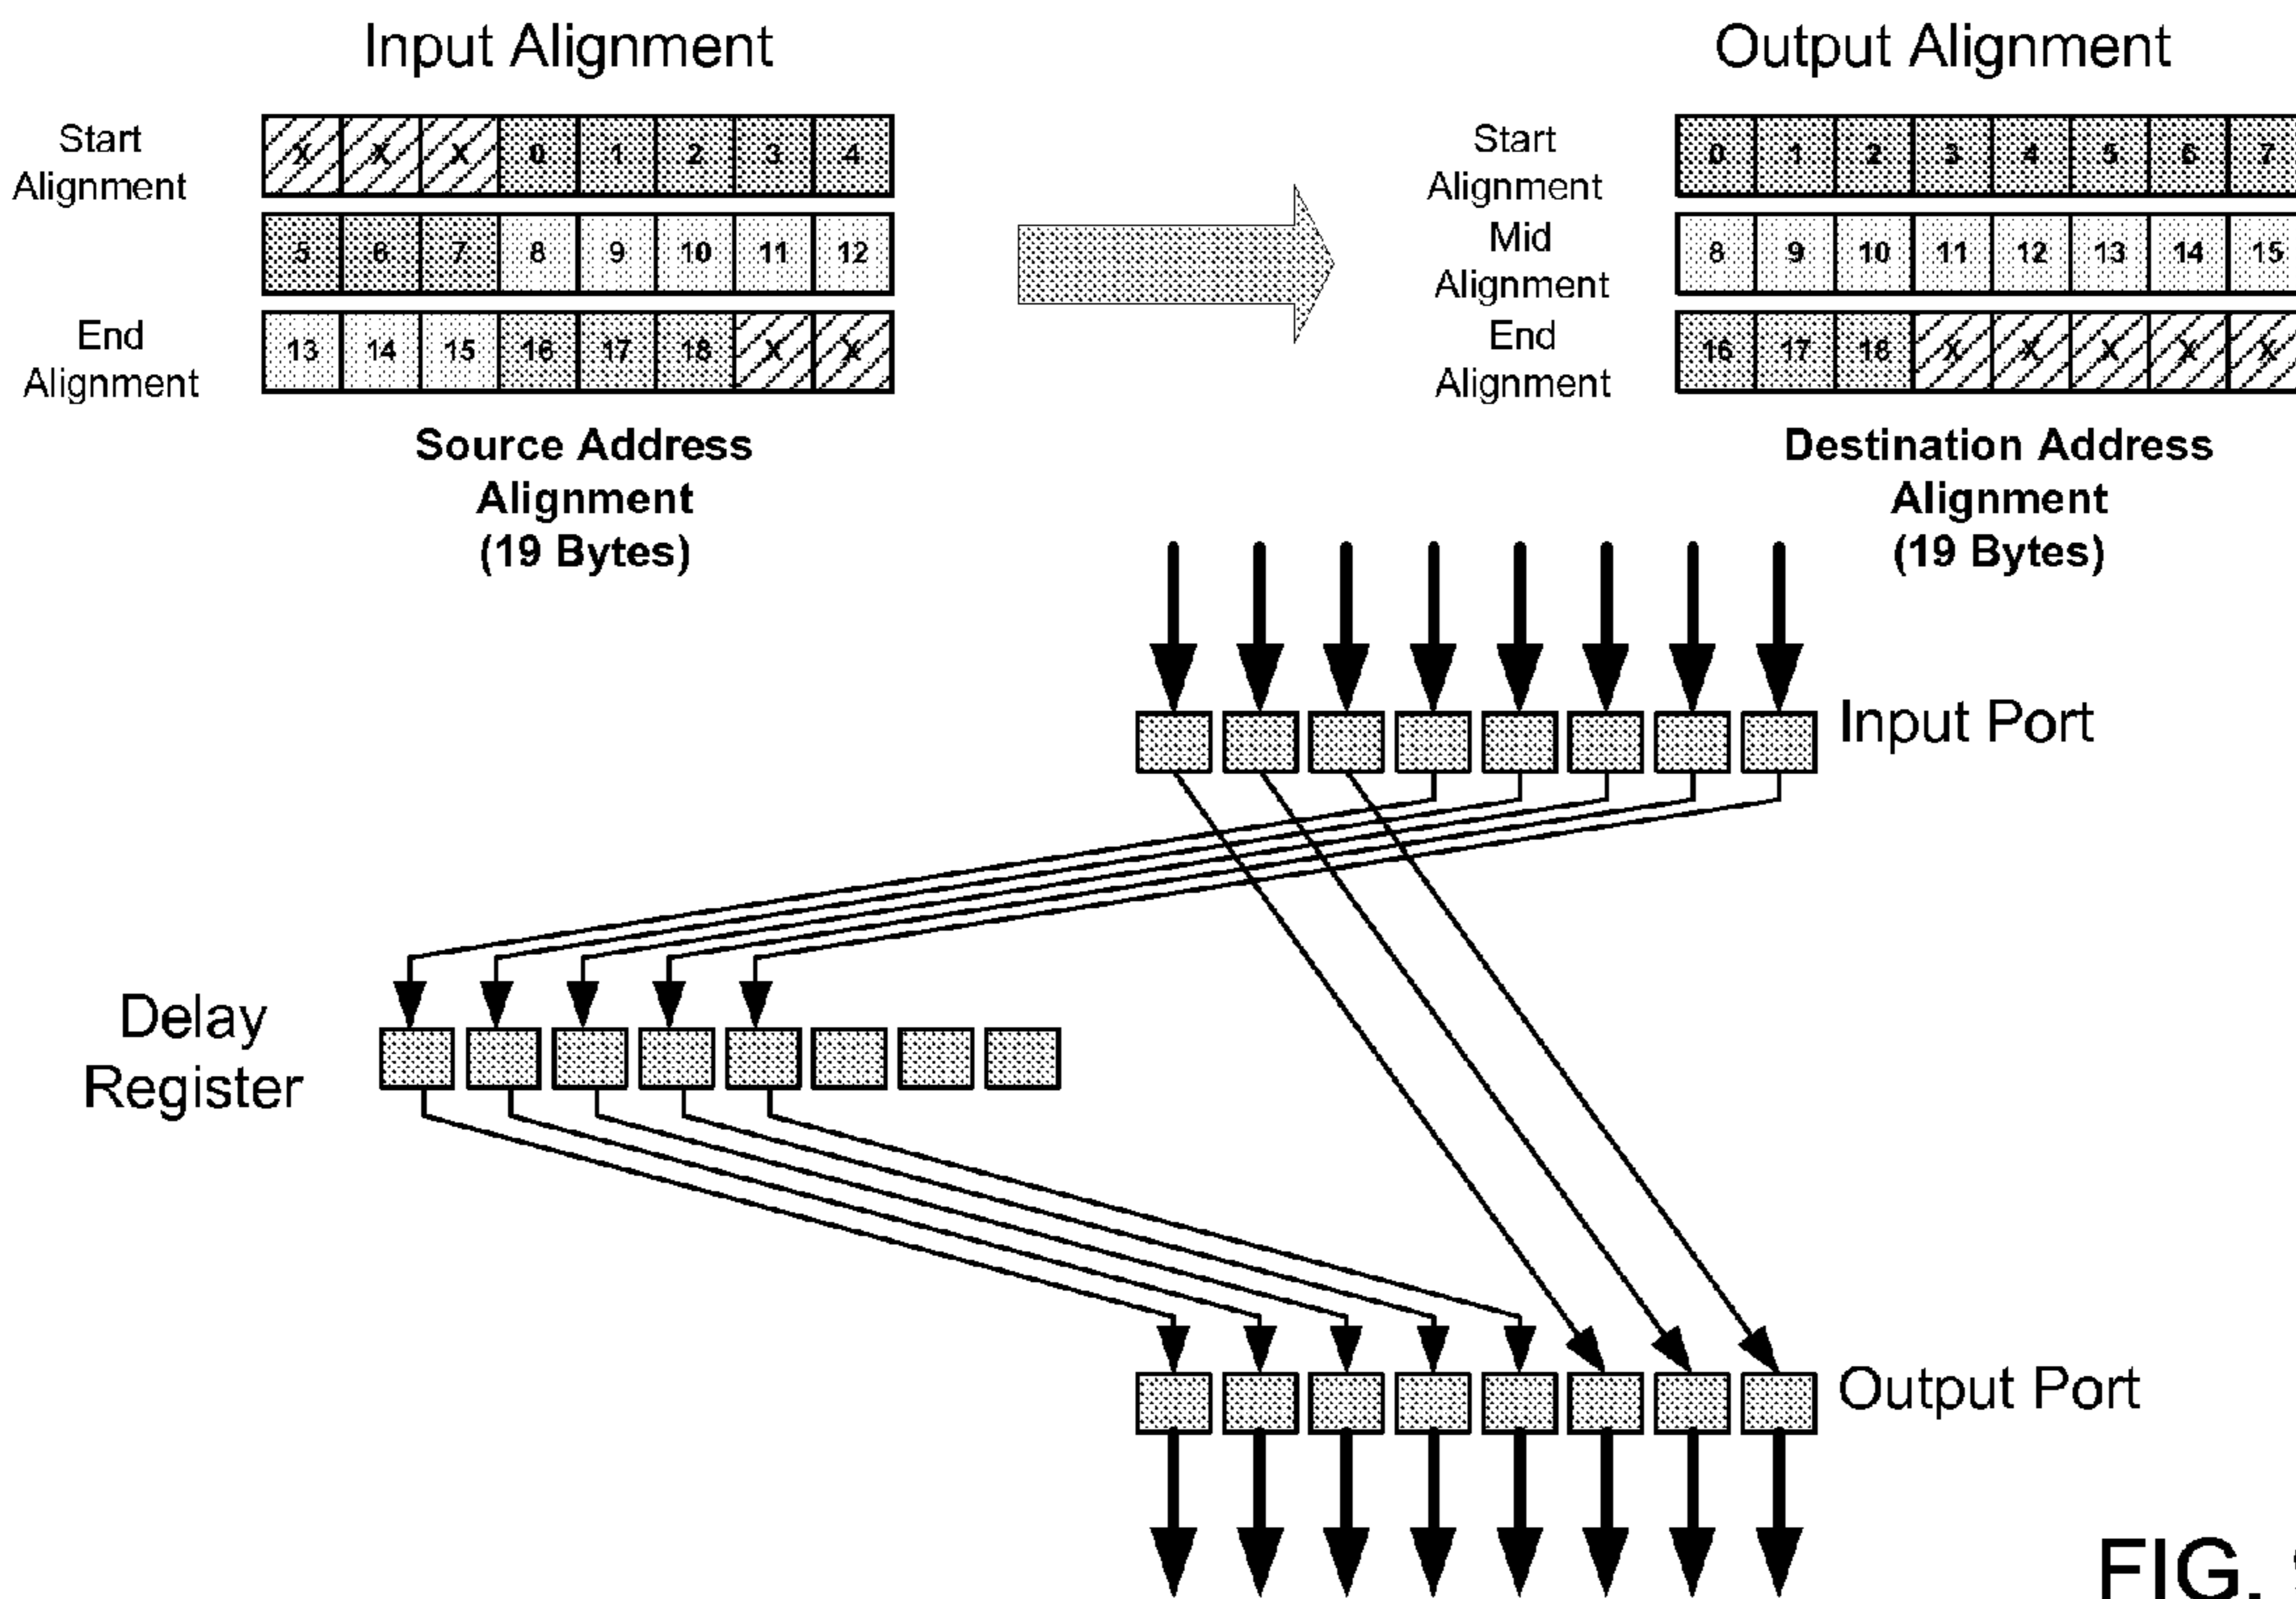 Input Alignment
Output Alignment
Start
Alignment
X X X 0 1 2 3 4
5 6 7 8 9 10 11 12
End
Alignment
13 14 15 16 17 18 X X
Source Address
Alignment
(19 Bytes)
Start
Alignment
0 1 2 3 4 5 6 7
Mid
Alignment
8 9 10 11 12 13 14 15
End
Alignment
16 17 18 X X X X X
Destination Address
Alignment
(19 Bytes)
Input Port
Delay
Register
Output Port
FIG.